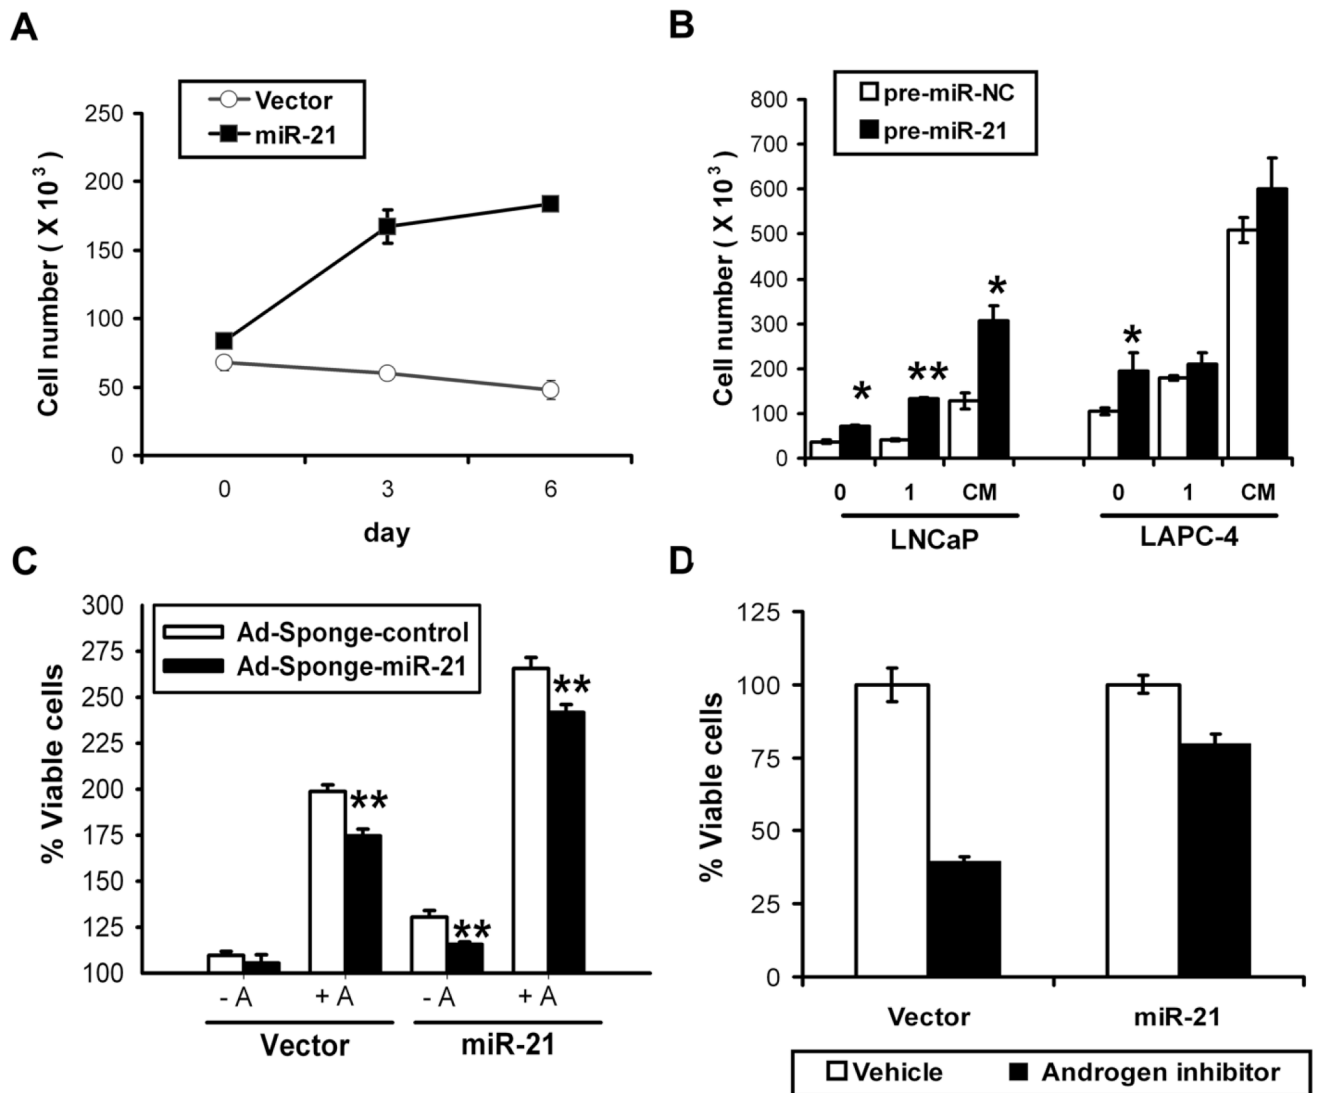 A
Vector
miR-21
250
200
150
100
50
0
Cell number ( X 10³ )
0 3 6
day
B
pre-miR-NC
pre-miR-21
800
700
600
500
400
300
200
100
0
Cell number ( X 10³ )
*
**
*
*
0 1 CM 0 1 CM
LNCaP LAPC-4
C
Ad-Sponge-control
Ad-Sponge-miR-21
300
275
250
225
200
175
150
125
100
% Viable cells
**
**
**
- A + A - A + A
Vector miR-21
D
125
100
75
50
25
0
% Viable cells
Vector miR-21
Vehicle Androgen inhibitor